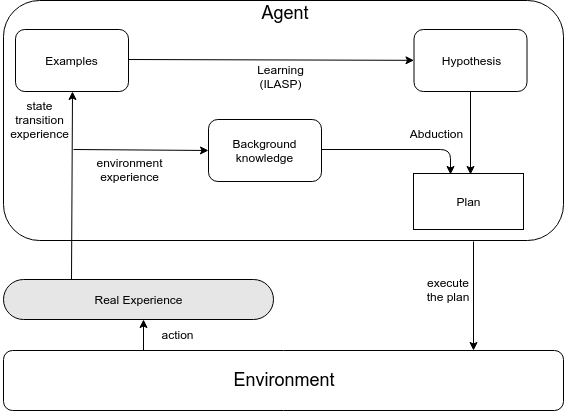 Agent
Examples
Learning
(ILASP)
Hypothesis
state
transition
experience
Background
knowledge
environment
experience
Abduction
Plan
Real Experience
execute
the plan
action
Environment